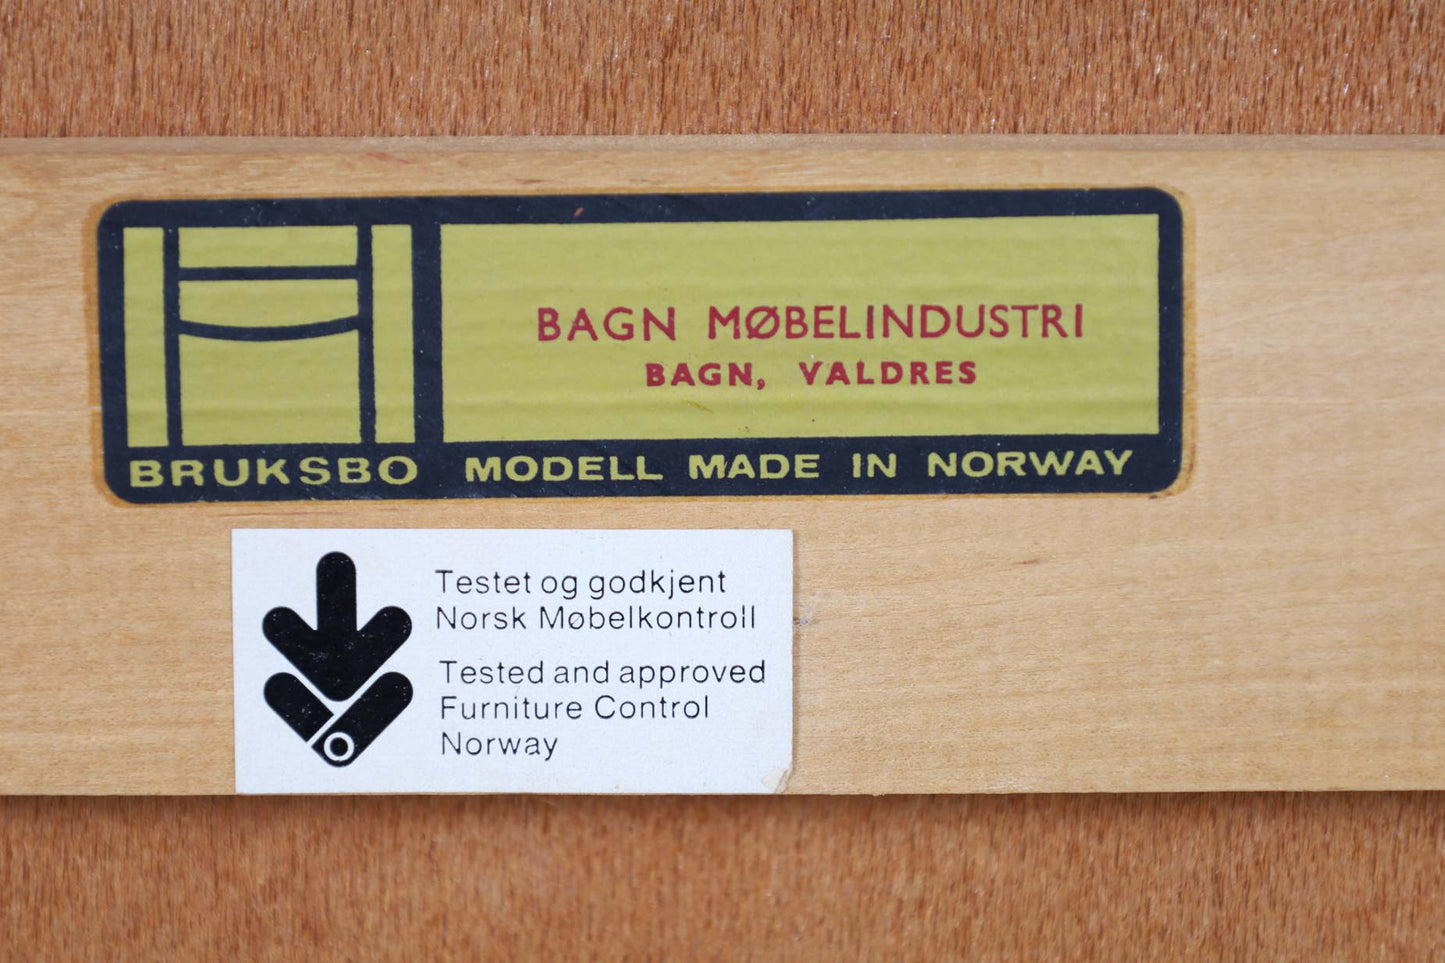 BAGN MØBELINDUSTRI
BAGN, VALDRES
BRUKSBO MODELL MADE IN NORWAY
Testet og godkjent
Norsk Møbelkontroll
Tested and approved
Furniture Control
Norway